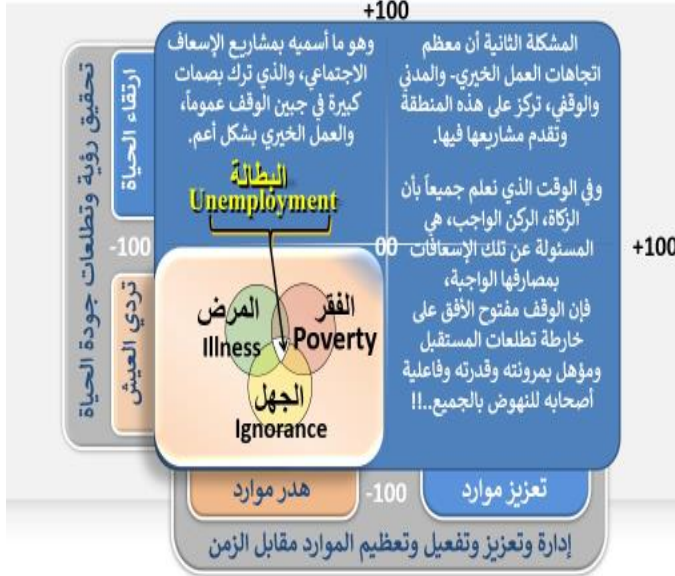 +100
المشكلة الثانية أن معظم
اتجاهات العمل الخيري- والمدني
والوقفي، تركز على هذه المنطقة
وتقدم مشاريعها فيها.
وفي الوقت الذي نعلم جميعاً بأن
الزكاة، الركن الواجب، هي
المسئولة عن تلك الإسعافات
بمصارفها الواجبة،
فإن الوقف مفتوح الأفق على
خارطة تطلعات المستقبل
ومؤهل بمرونته وقدرته وفاعلية
أصحابه للنهوض بالجميع..!!
وهو ما أسميه بمشاريع الإسعاف
الاجتماعي، والذي ترك بصمات
كبيرة في جبين الوقف عموماً،
والعمل الخيري بشكل أعم.
البطالة
Unemployment
+100
00
-100
الفقر
Poverty
المرض
Illness
الجهل
Ignorance
ارتقاء الحياة
تردي العيش
تحقيق رؤية وتطلعات جودة الحياة
تعزيز موارد
-100
هدر موارد
إدارة وتعزيز وتفعيل وتعظيم الموارد مقابل الزمن